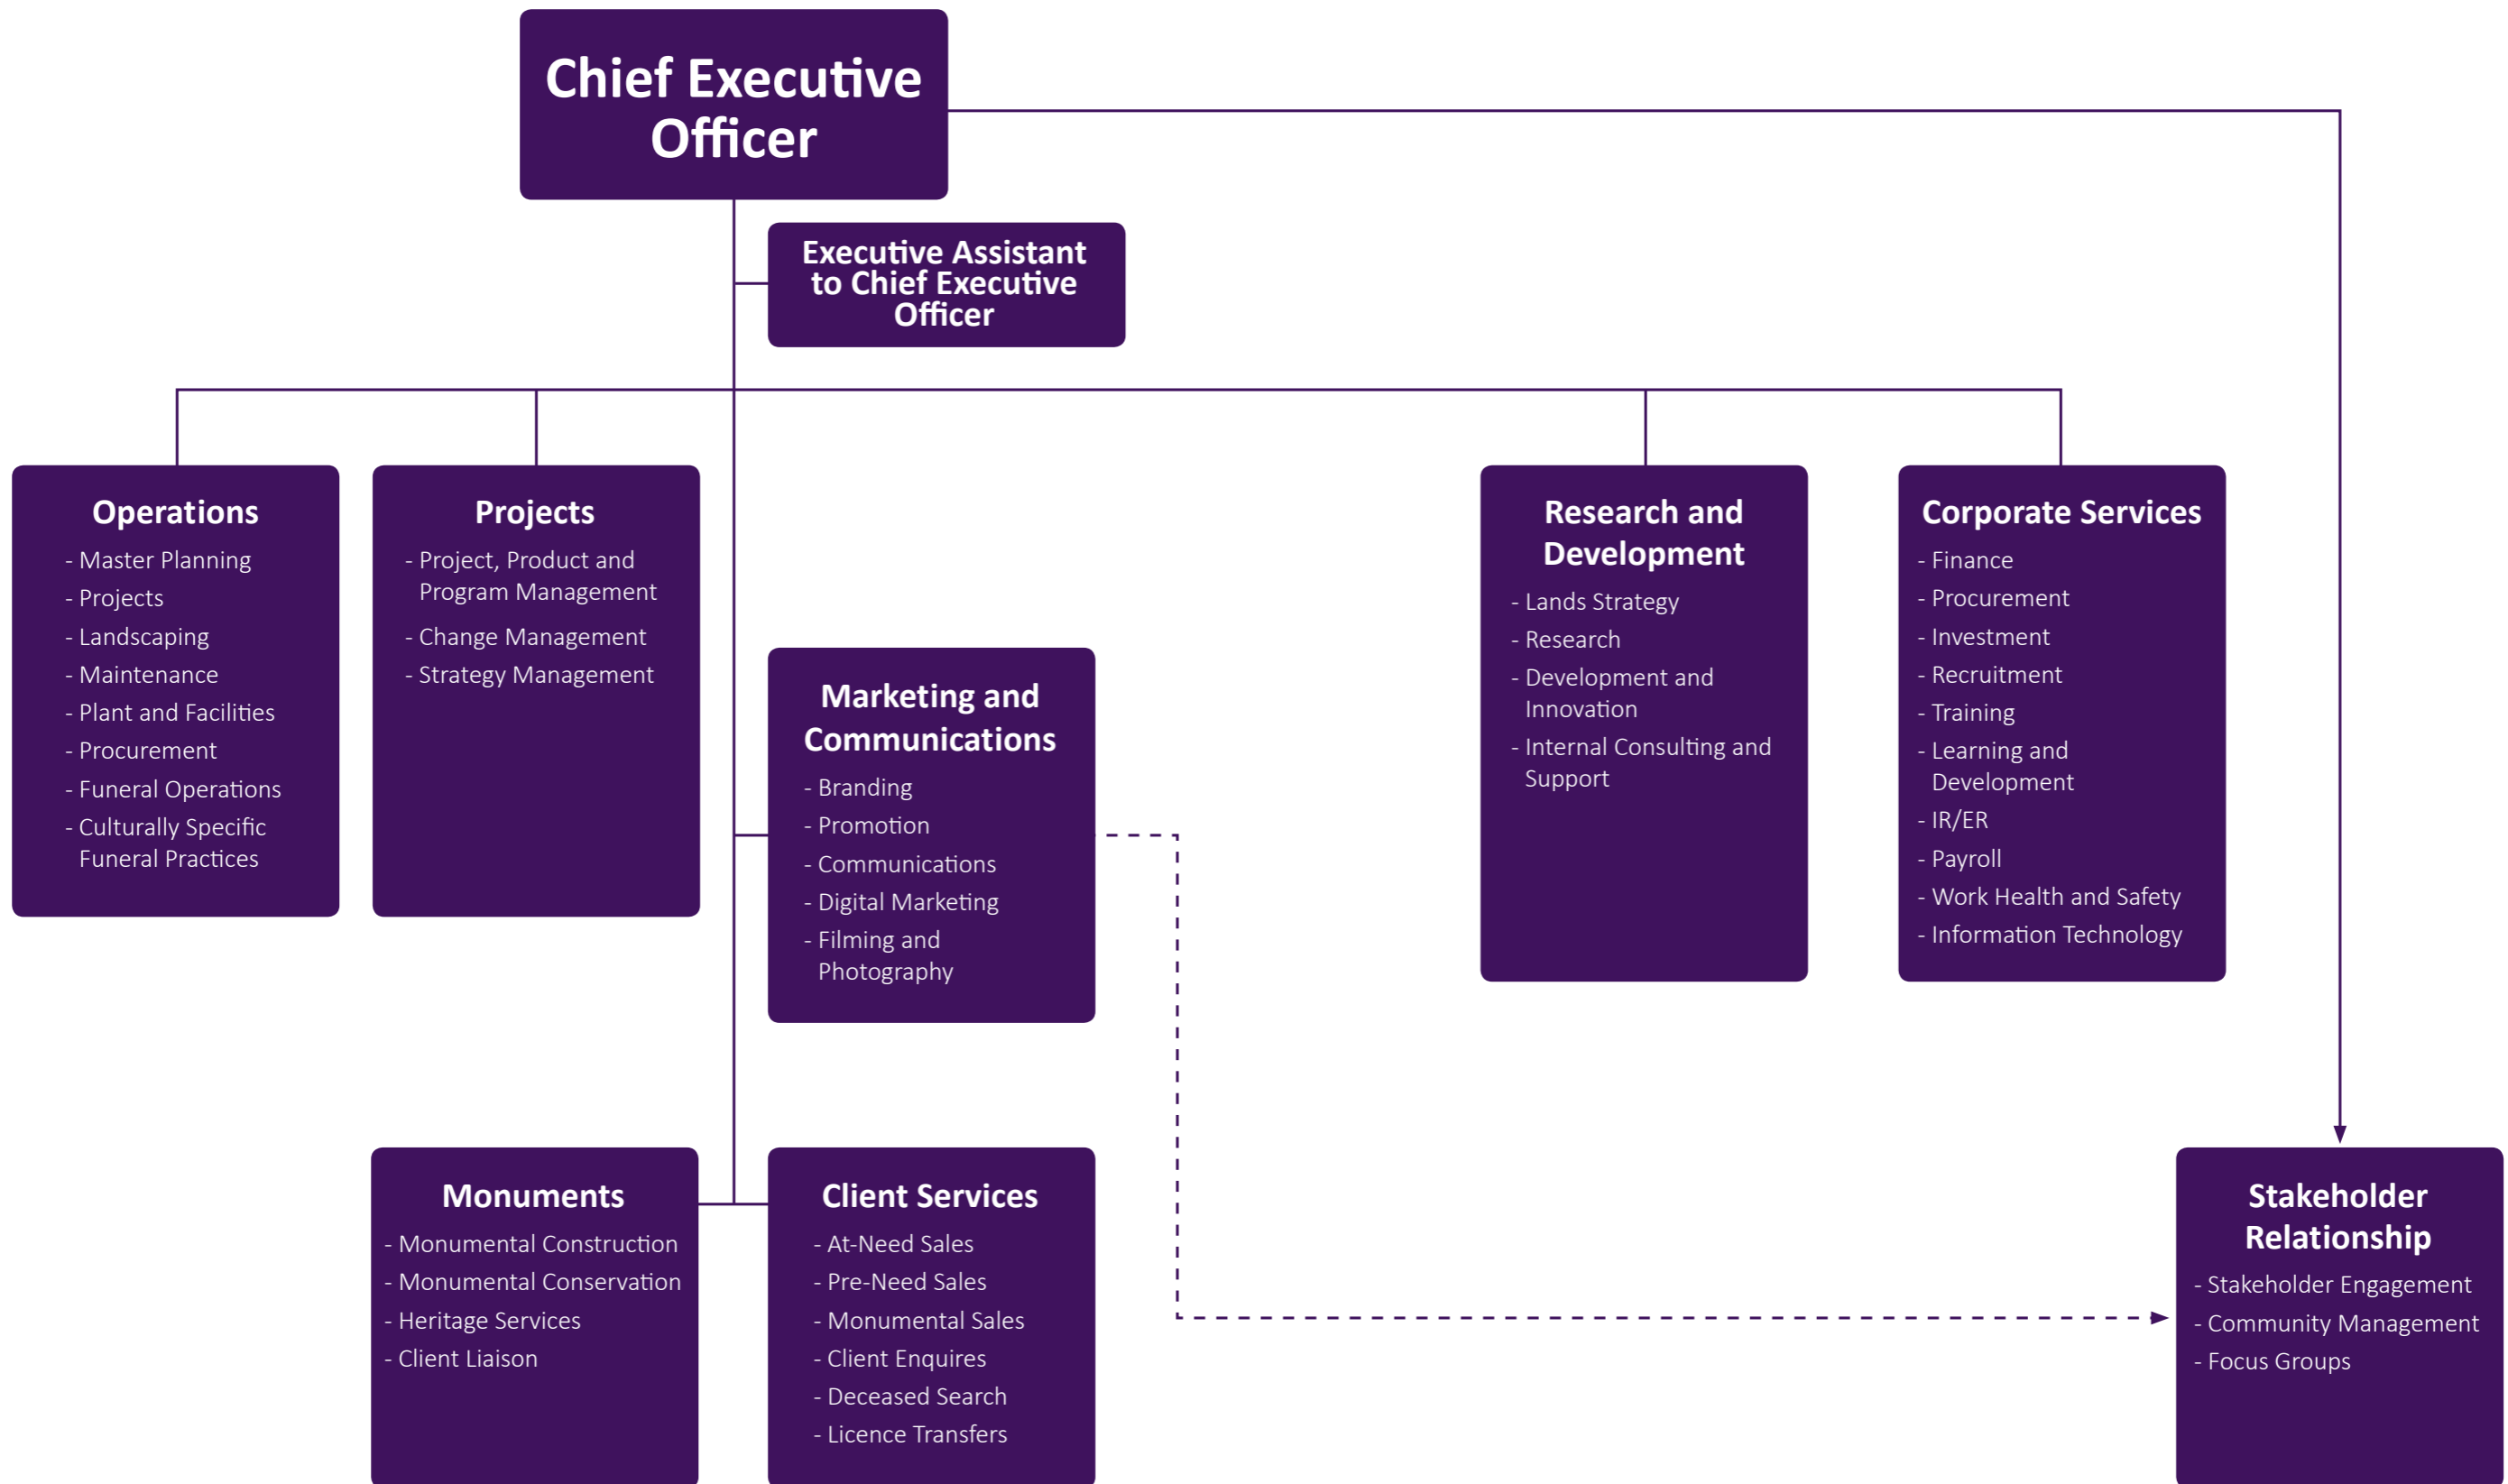 Chief Executive
Officer
Executive Assistant
to Chief Executive
Officer
Operations
- Master Planning
- Projects
- Landscaping
- Maintenance
- Plant and Facilities
- Procurement
- Funeral Operations
- Culturally Specific
Funeral Practices
Projects
- Project, Product and
Program Management
- Change Management
- Strategy Management
Marketing and
Communications
- Branding
- Promotion
- Communications
- Digital Marketing
- Filming and
Photography
Research and
Development
- Lands Strategy
- Research
- Development and
Innovation
- Internal Consulting and
Support
Corporate Services
- Finance
- Procurement
- Investment
- Recruitment
- Training
- Learning and
Development
- IR/ER
- Payroll
- Work Health and Safety
- Information Technology
Monuments
- Monumental Construction
- Monumental Conservation
- Heritage Services
- Client Liaison
Client Services
- At-Need Sales
- Pre-Need Sales
- Monumental Sales
- Client Enquires
- Deceased Search
- Licence Transfers
Stakeholder
Relationship
- Stakeholder Engagement
- Community Management
- Focus Groups